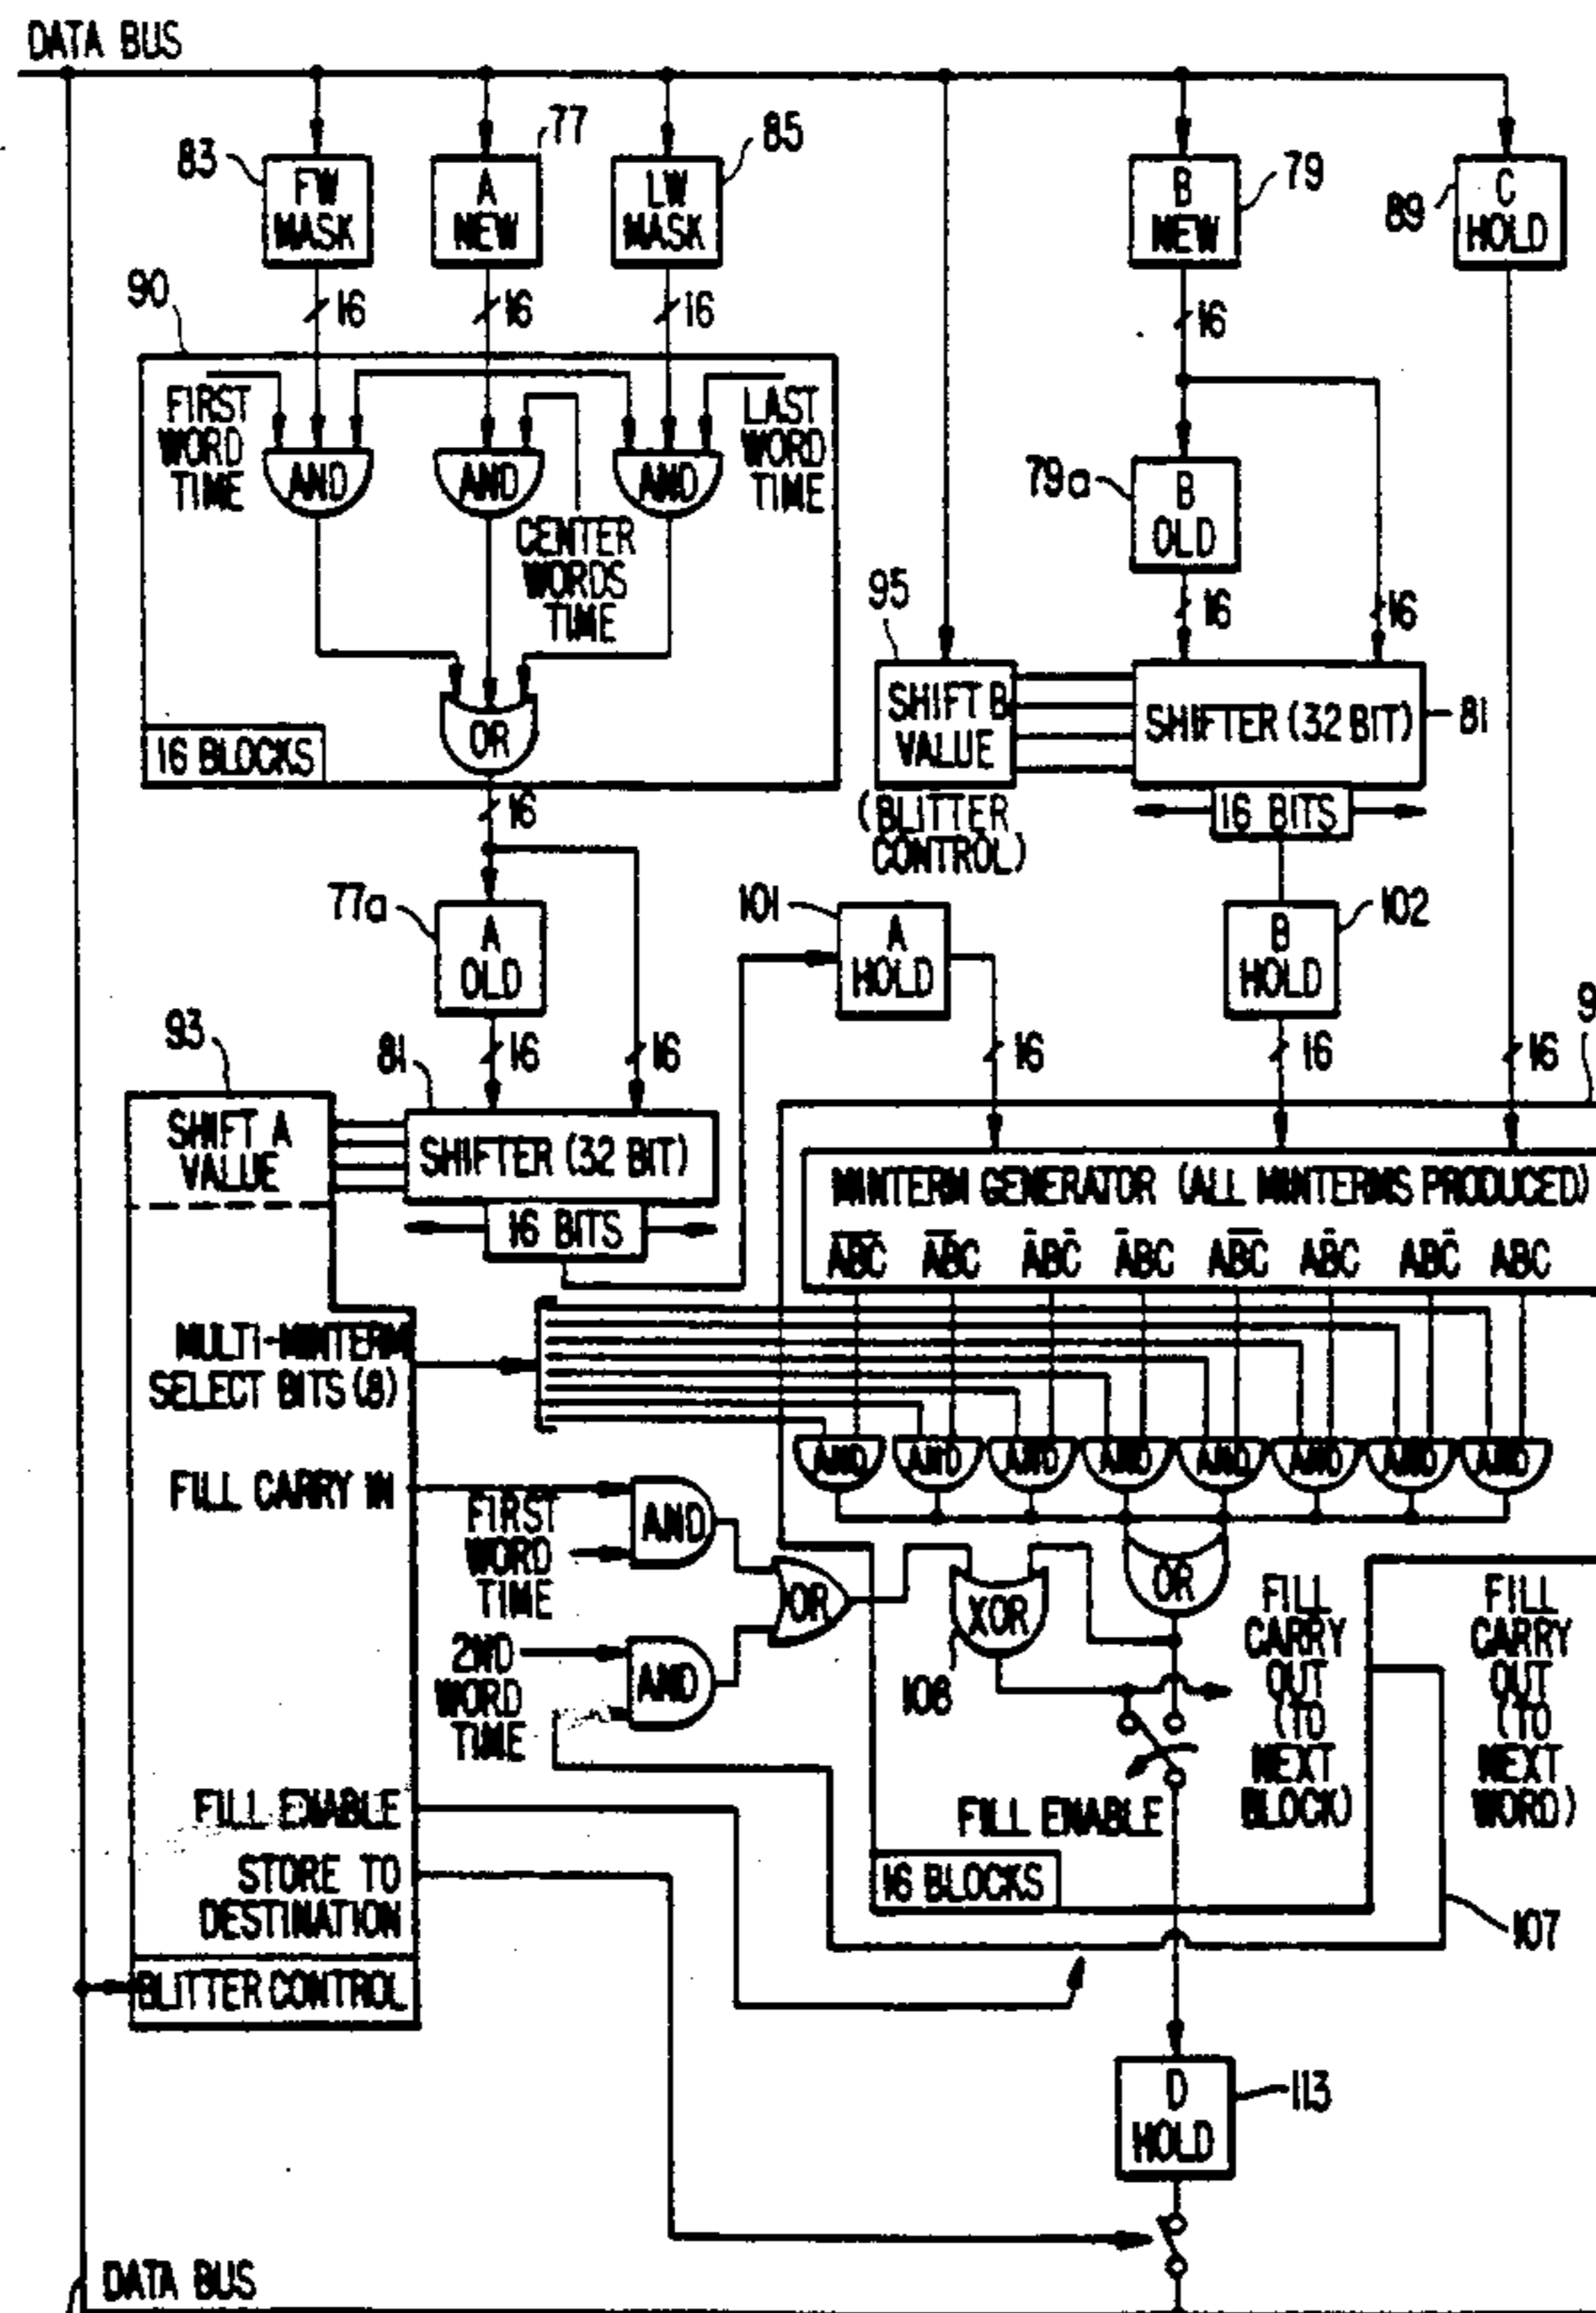 DATA BUS
83
FW
MASK
77
A
NEW
85
LW
MASK
79
B
NEW
89
C
HOLD
90
16
16
16
16
FIRST
WORD
TIME
AND
AND
AND
LAST
WORD
TIME
CENTER
WORDS
TIME
OR
16 BLOCKS
79a
B
OLD
16
16
95
SHIFT B
VALUE
(BLITTER
CONTROL)
SHIFTER (32 BIT)
81
16 BITS
16
77a
A
OLD
101
A
HOLD
102
B
HOLD
9
93
81
16
16
16
16
16
SHIFT A
VALUE
SHIFTER (32 BIT)
16 BITS
MINTERM GENERATOR (ALL MINTERMS PRODUCED)
A̅B̅C̅ A̅B̅C A̅BC̅ A̅BC AB̅C̅ AB̅C ABC̅ ABC
MULTI-MINTERM
SELECT BITS (8)
AND AND AND AND AND AND AND AND
FILL CARRY IN
FIRST
WORD
TIME
AND
OR
XOR
OR
2ND
WORD
TIME
AND
108
FILL
CARRY
OUT
(TO
NEXT
BLOCK)
FILL
CARRY
OUT
(TO
NEXT
WORD)
FILL ENABLE
FILL ENABLE
STORE TO
DESTINATION
16 BLOCKS
107
BLITTER CONTROL
D
HOLD
113
DATA BUS